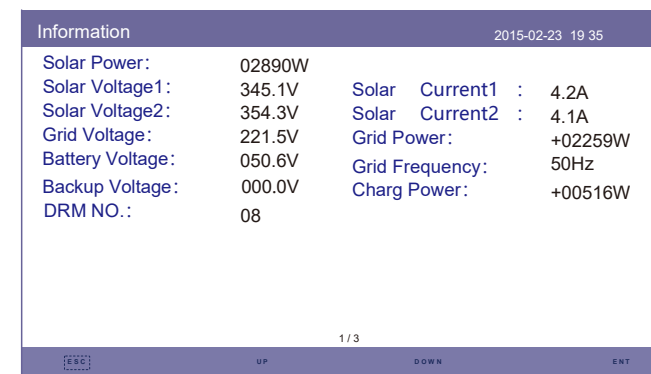 Information 2015-02-23 19 35
Solar Power: 02890W
Solar Voltage1: 345.1V Solar Current1 : 4.2A
Solar Voltage2: 354.3V Solar Current2 : 4.1A
Grid Voltage: 221.5V Grid Power: +02259W
Battery Voltage: 050.6V Grid Frequency: 50Hz
Backup Voltage: 000.0V Charg Power: +00516W
DRM NO.: 08
1 / 3
ESC UP DOWN ENT